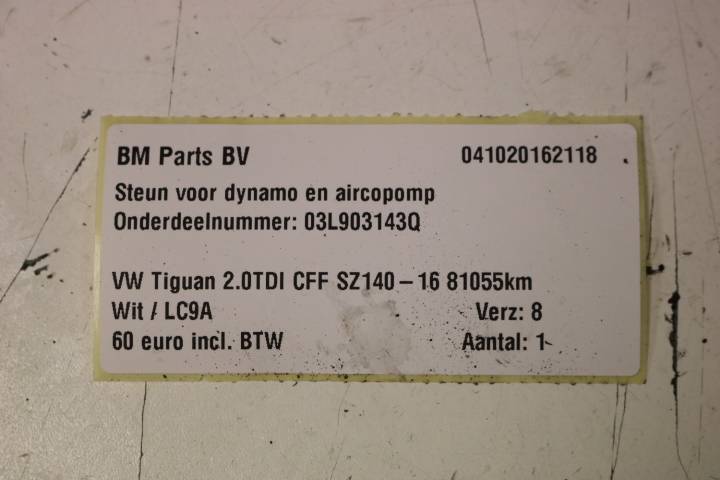 BM Parts BV 041020162118
Steun voor dynamo en aircopomp
Onderdeelnummer: 03L903143Q
VW Tiguan 2.0TDI CFF SZ140 – 16 81055km
Wit / LC9A Verz: 8
60 euro incl. BTW Aantal: 1